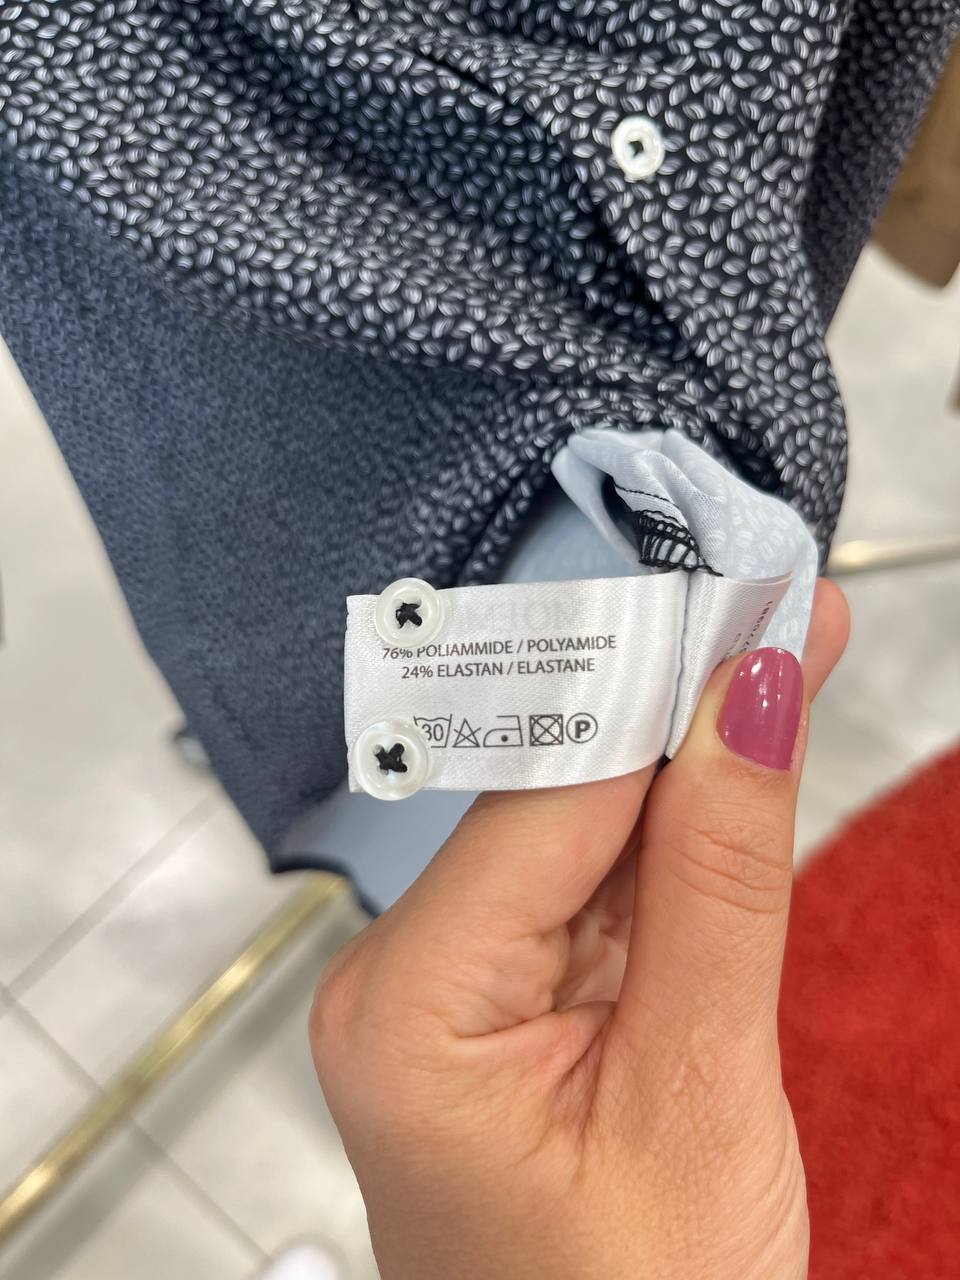 76% POLIAMMIDE / POLYAMIDE
24% ELASTAN / ELASTANE
30 P